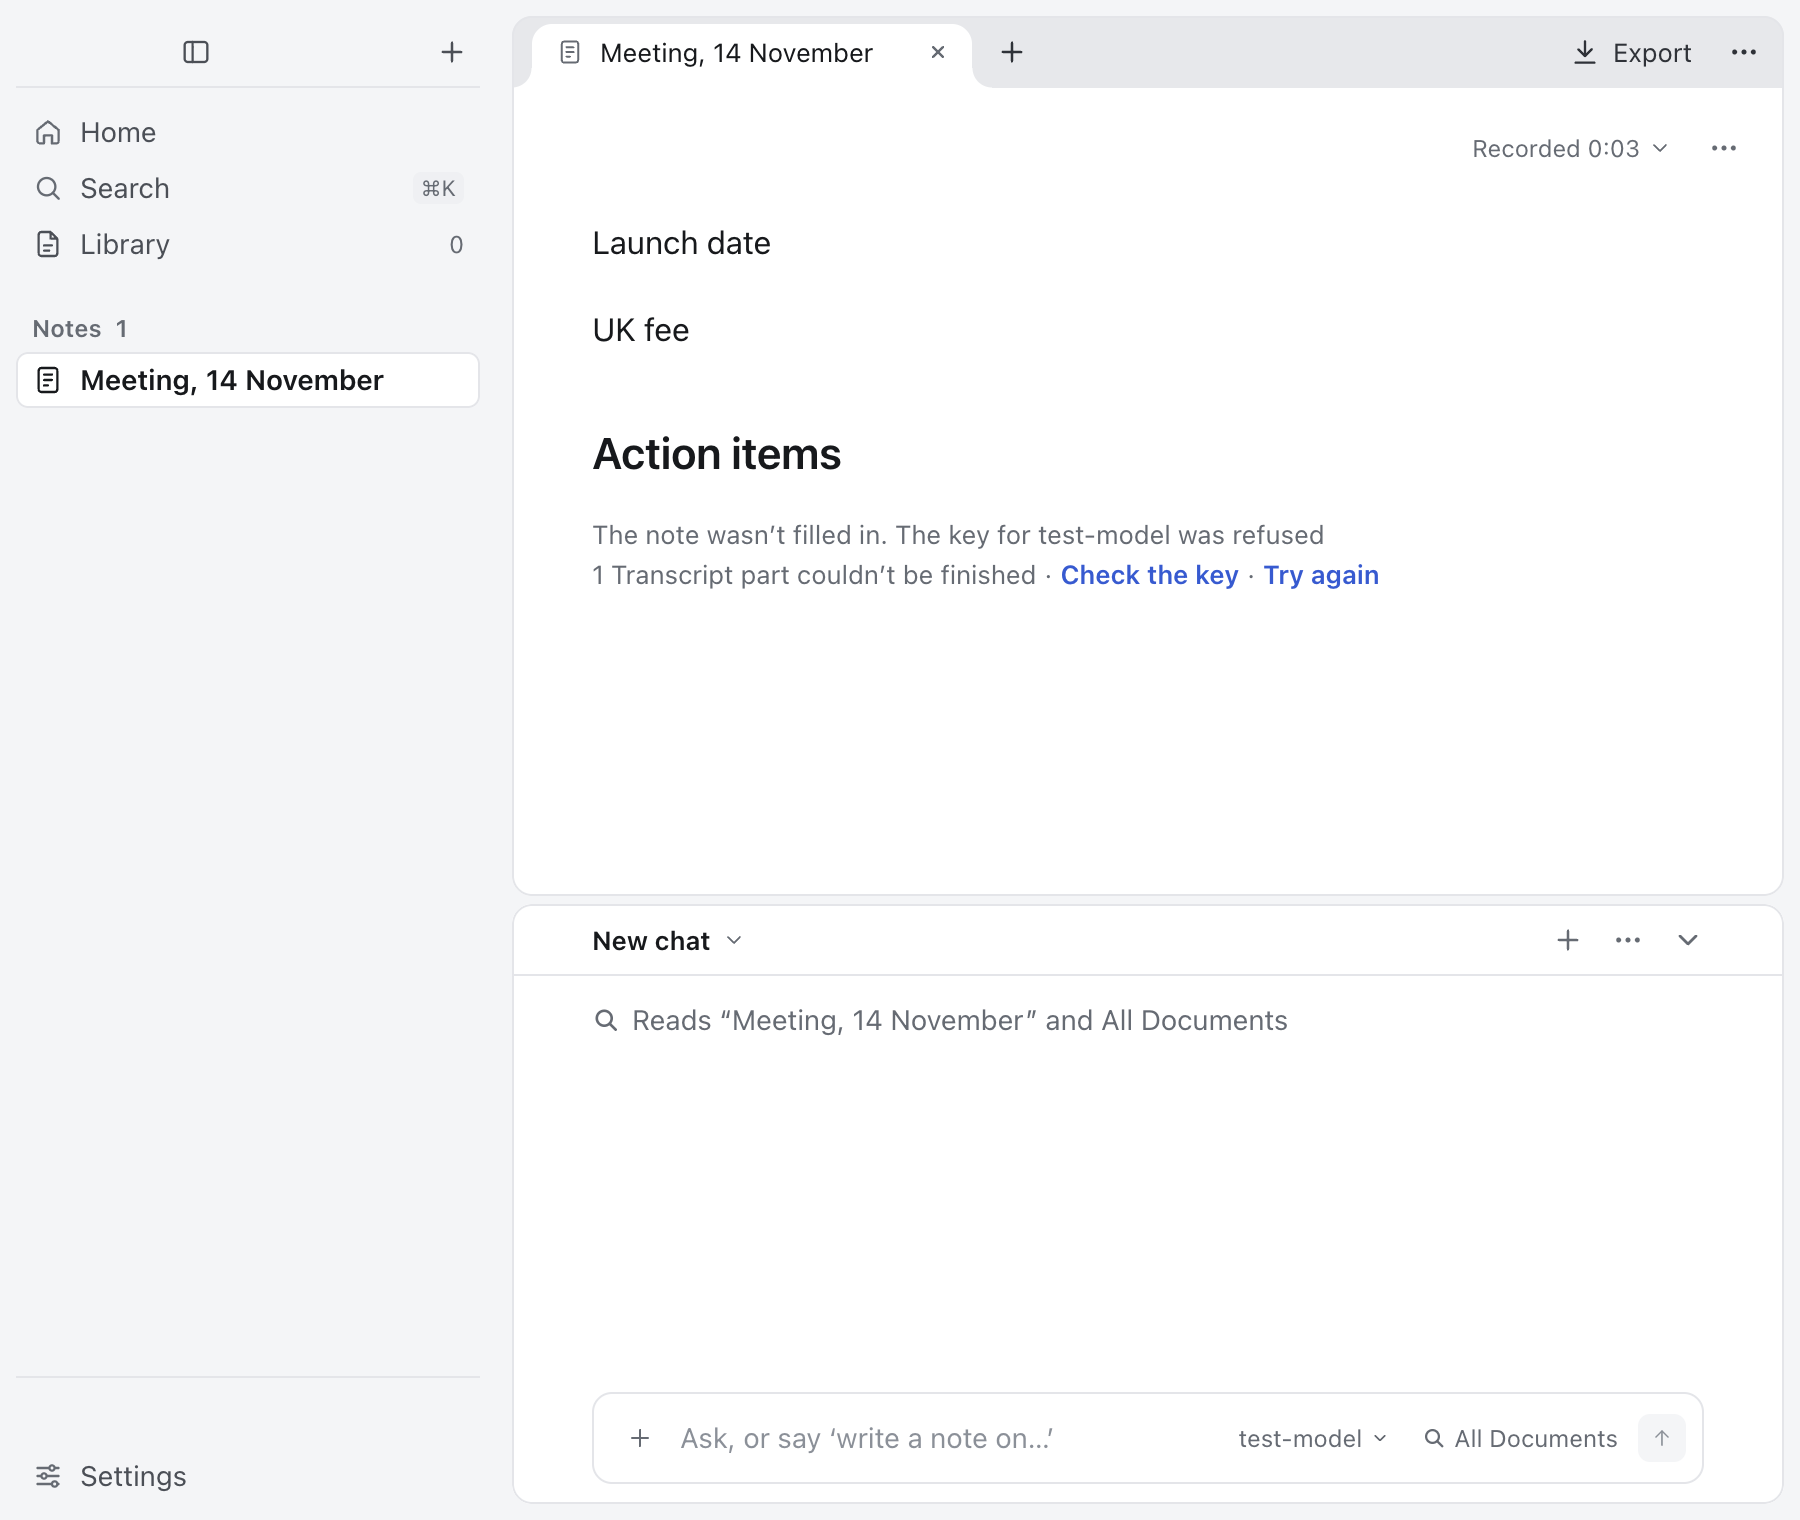 Meeting, 14 November
Export
Home
Search ⌘K
Library 0
Notes 1
Meeting, 14 November
Recorded 0:03
Launch date
UK fee
Action items
The note wasn’t filled in. The key for test-model was refused
1 Transcript part couldn’t be finished · Check the key · Try again
New chat
Reads “Meeting, 14 November” and All Documents
Ask, or say ‘write a note on…’ test-model All Documents
Settings